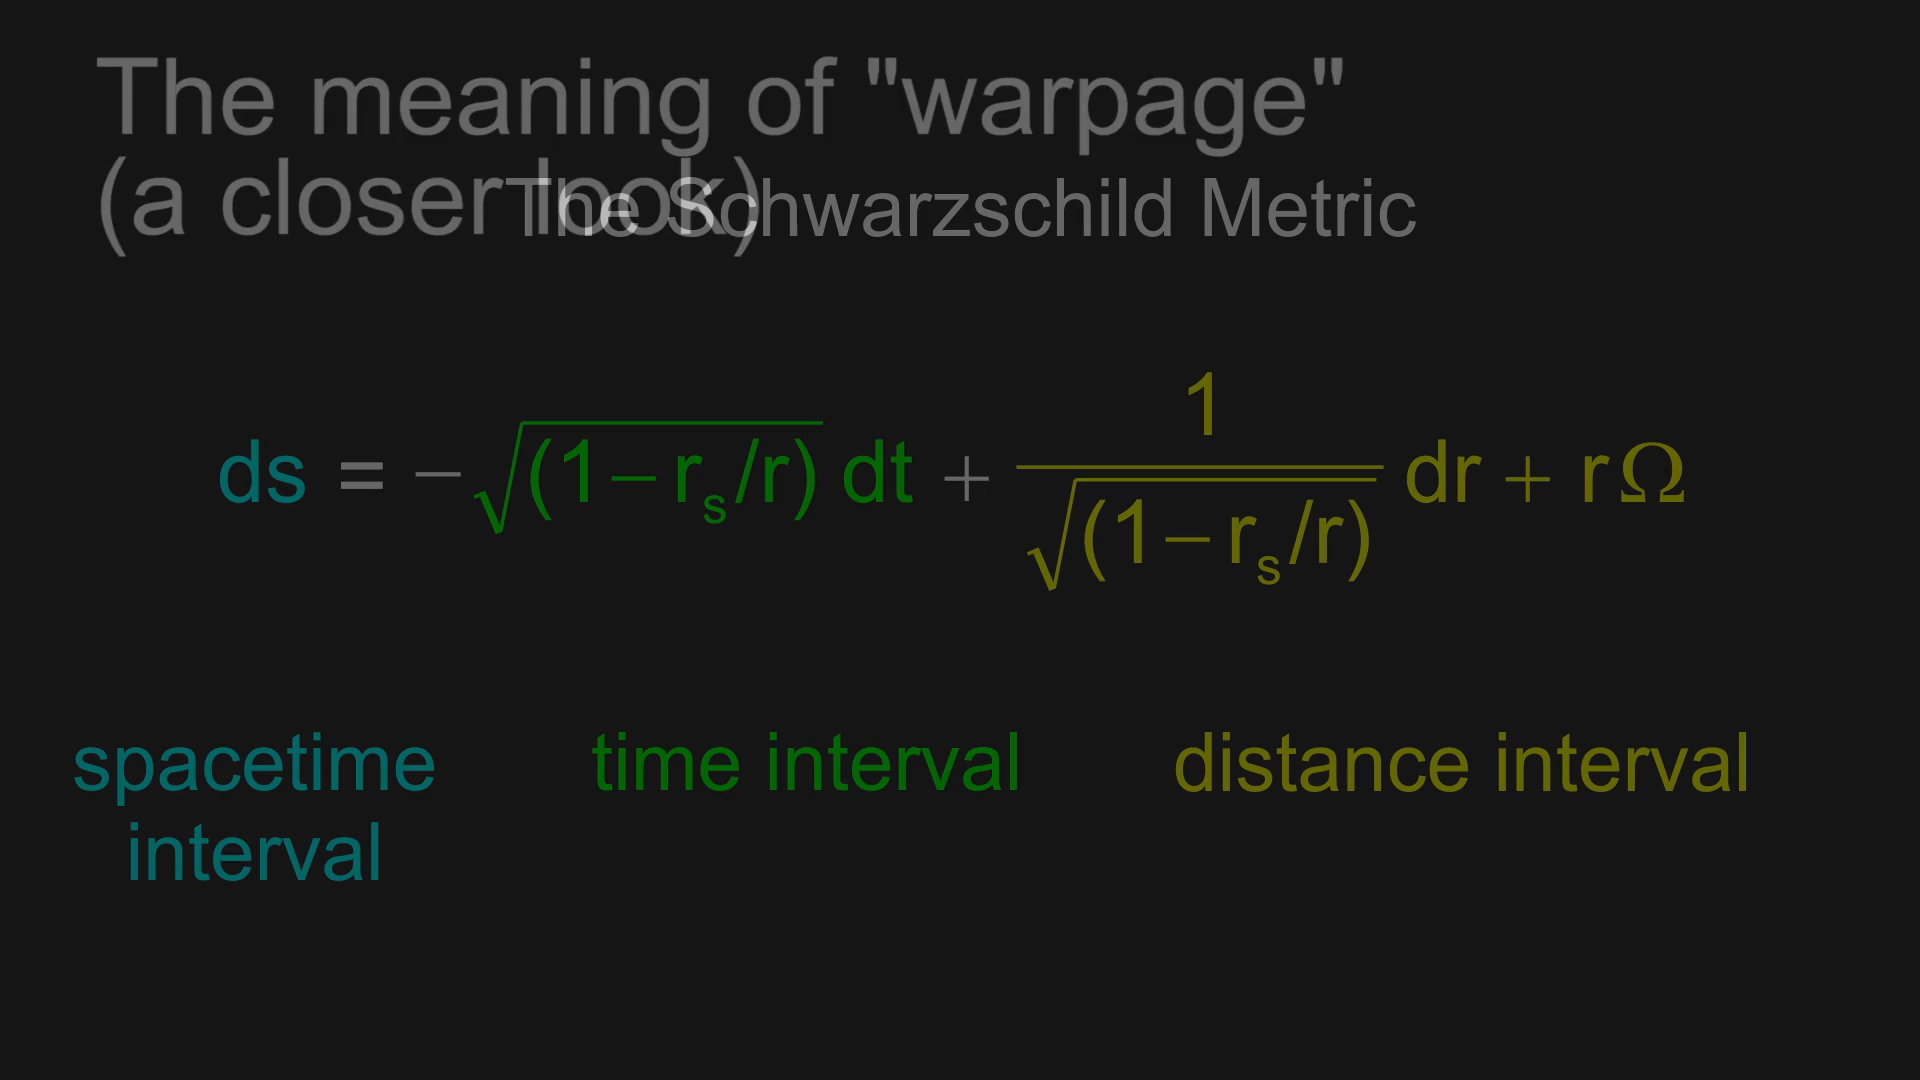 The meaning of "warpage"
(a closer look)
The Schwarzschild Metric
ds = −√(1−rₛ/r) dt + 1/√(1−rₛ/r) dr + rΩ
spacetime interval
time interval
distance interval